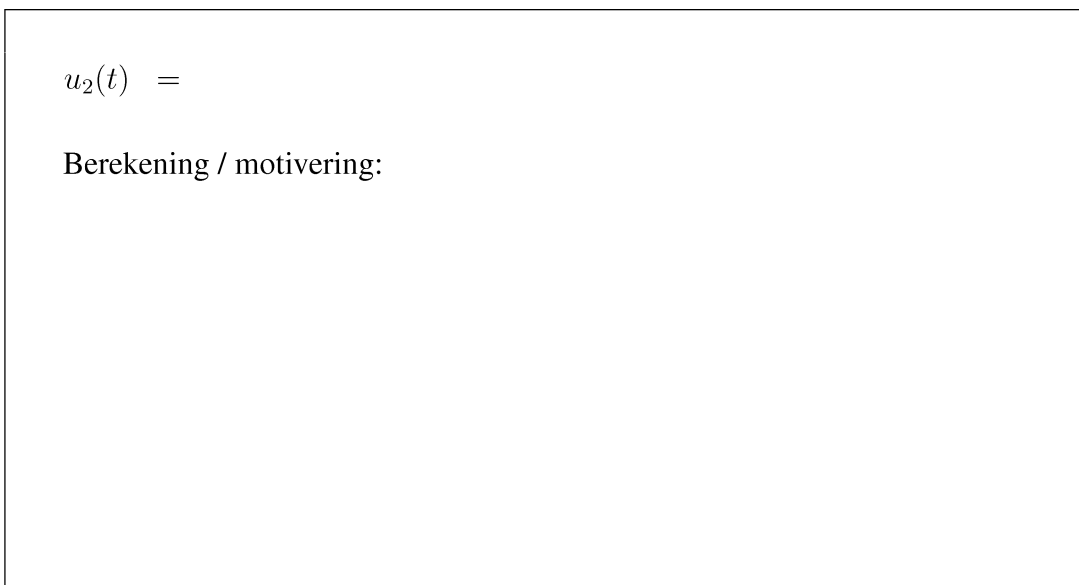 u₂(t) =
Berekening / motivering: